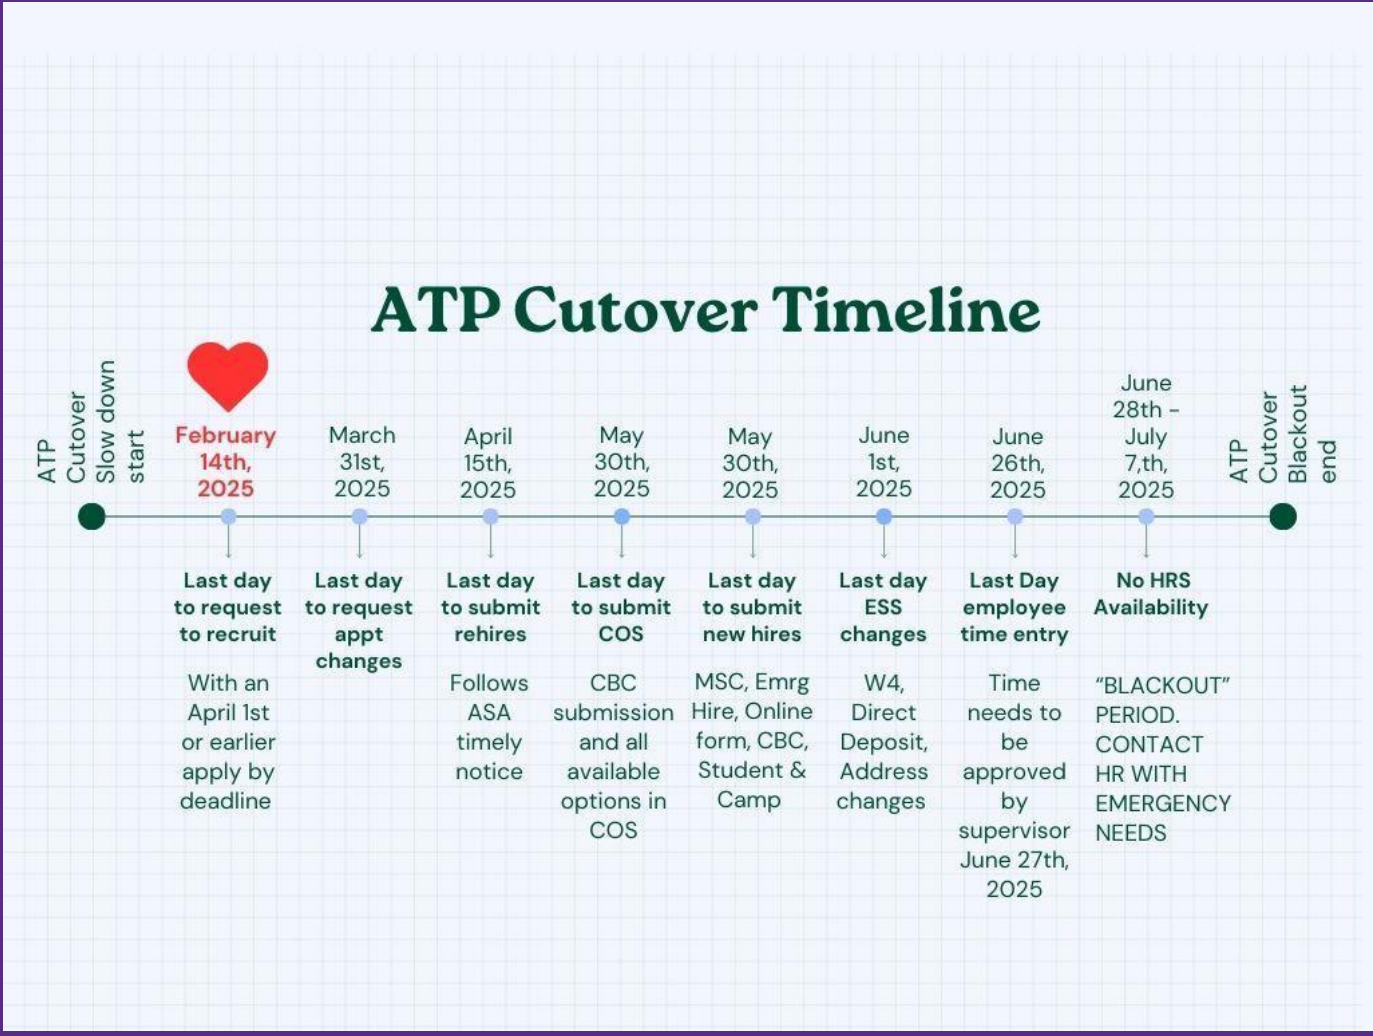 ATP Cutover Timeline
ATP
Cutover
Slow down
start
February
14th,
2025
Last day
to request
to recruit
With an
April 1st
or earlier
apply by
deadline
March
31st,
2025
Last day
to request
appt
changes
April
15th,
2025
Last day
to submit
rehires
Follows
ASA
timely
notice
May
30th,
2025
Last day
to submit
COS
CBC
submission
and all
available
options in
COS
May
30th,
2025
Last day
to submit
new hires
MSC, Emrg
Hire, Online
form, CBC,
Student &
Camp
June
1st,
2025
Last day
ESS
changes
W4,
Direct
Deposit,
Address
changes
June
26th,
2025
Last Day
employee
time entry
Time
needs to
be
approved
by
supervisor
June 27th,
2025
June
28th –
July
7,th,
2025
No HRS
Availability
“BLACKOUT”
PERIOD.
CONTACT
HR WITH
EMERGENCY
NEEDS
ATP
Cutover
Blackout
end